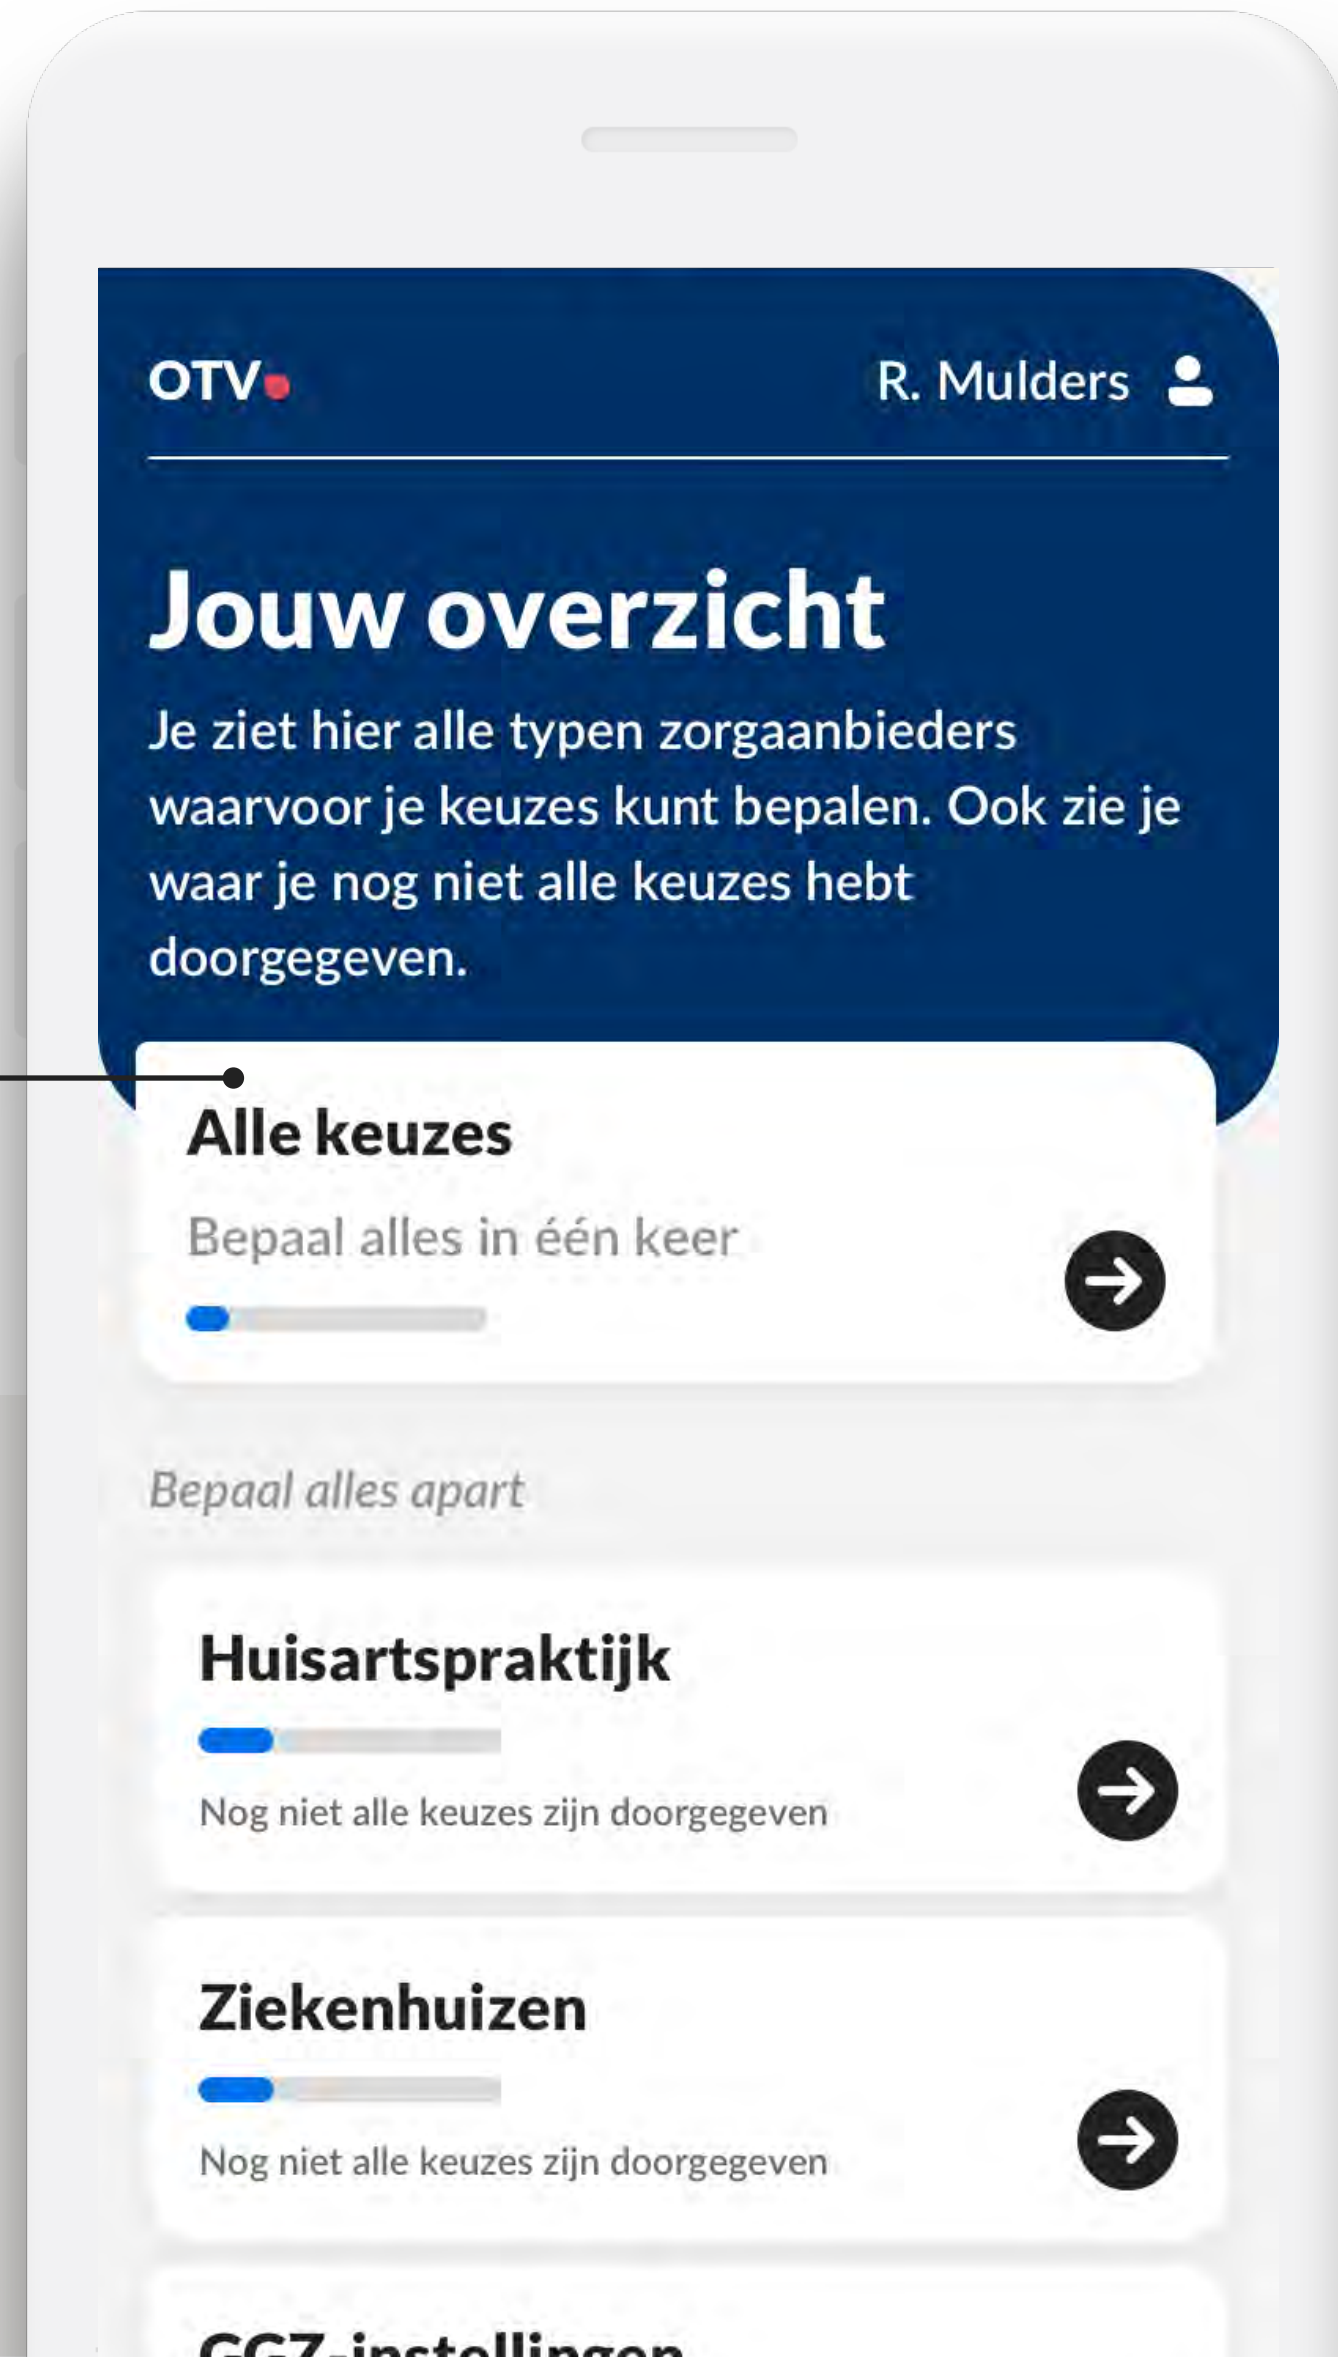 OTV
R. Mulders
Jouw overzicht
Je ziet hier alle typen zorgaanbieders
waarvoor je keuzes kunt bepalen. Ook zie je
waar je nog niet alle keuzes hebt
doorgegeven.
Alle keuzes
Bepaal alles in één keer
Bepaal alles apart
Huisartspraktijk
Nog niet alle keuzes zijn doorgegeven
Ziekenhuizen
Nog niet alle keuzes zijn doorgegeven
GGZ-instellingen